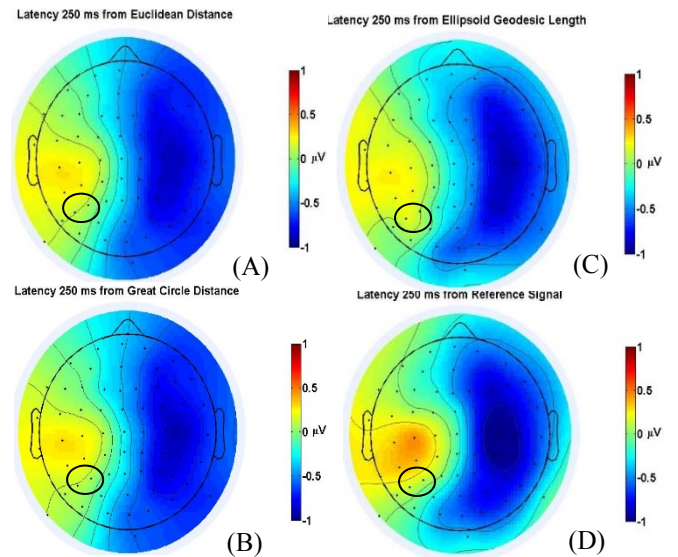 Latency 250 ms from Euclidean Distance
1
0.5
0 μV
-0.5
-1
(A)
Latency 250 ms from Ellipsoid Geodesic Length
1
0.5
0 μV
-0.5
-1
(C)
Latency 250 ms from Great Circle Distance
1
0.5
0 μV
-0.5
-1
(B)
Latency 250 ms from Reference Signal
1
0.5
0 μV
-0.5
-1
(D)